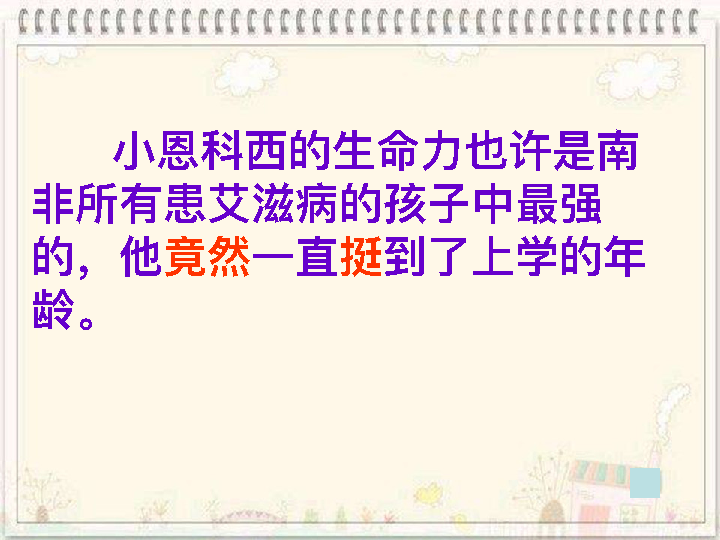 小恩科西的生命力也许是南
非所有患艾滋病的孩子中最强
的，他竟然一直挺到了上学的年
龄。